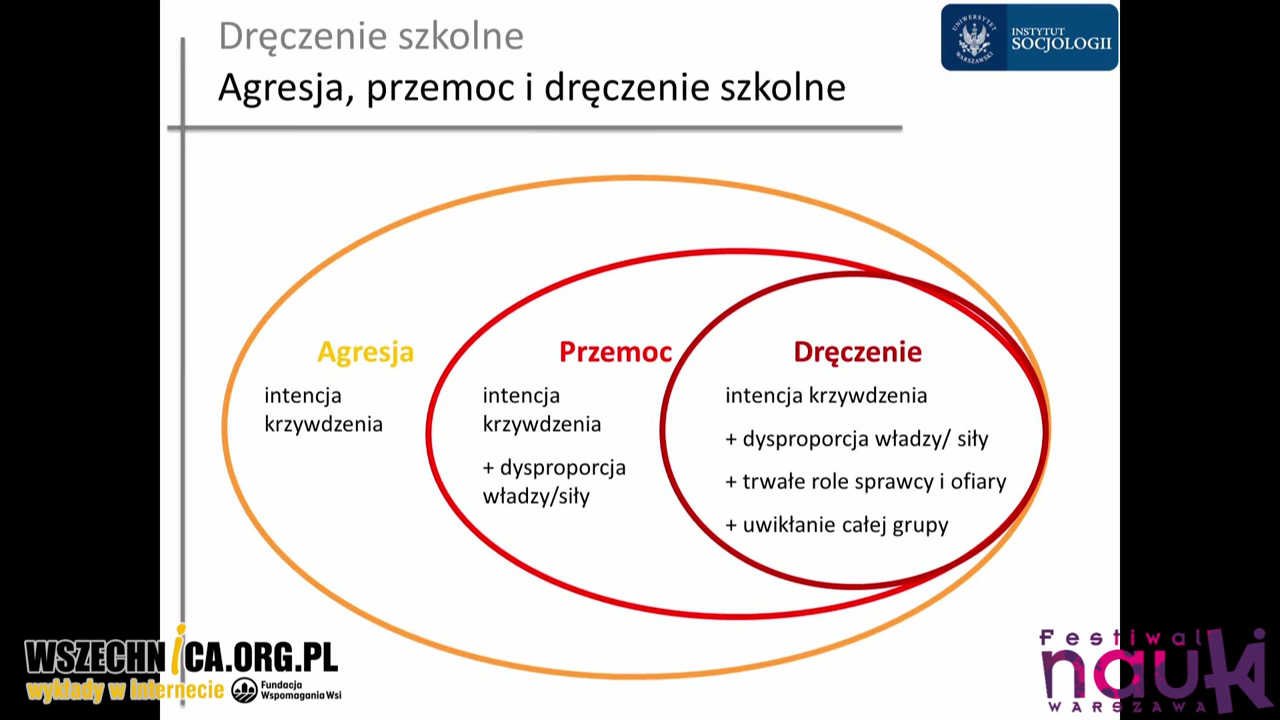 Dręczenie szkolne
Agresja, przemoc i dręczenie szkolne
UNIWERSYTET WARSZAWSKI
INSTYTUT
SOCJOLOGII
Agresja
intencja
krzywdzenia
Przemoc
intencja
krzywdzenia
+ dysproporcja
władzy/siły
Dręczenie
intencja krzywdzenia
+ dysproporcja władzy/ siły
+ trwałe role sprawcy i ofiary
+ uwikłanie całej grupy
WSZECHNiCA.ORG.PL
wykłady w Internecie
Fundacja
Wspomagania Wsi
Festiwal
nauki
WARSZAWA